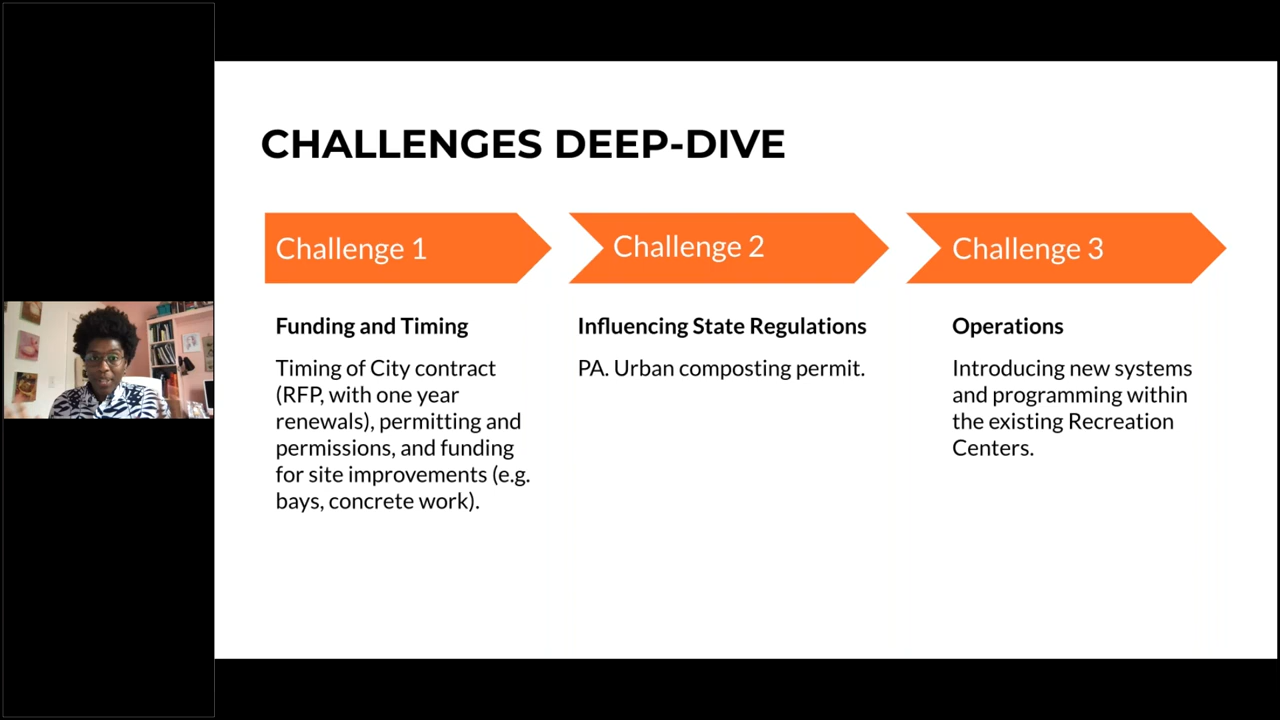 CHALLENGES DEEP-DIVE
Challenge 1
Funding and Timing
Timing of City contract
(RFP, with one year
renewals), permitting and
permissions, and funding
for site improvements (e.g.
bays, concrete work).
Challenge 2
Influencing State Regulations
PA. Urban composting permit.
Challenge 3
Operations
Introducing new systems
and programming within
the existing Recreation
Centers.